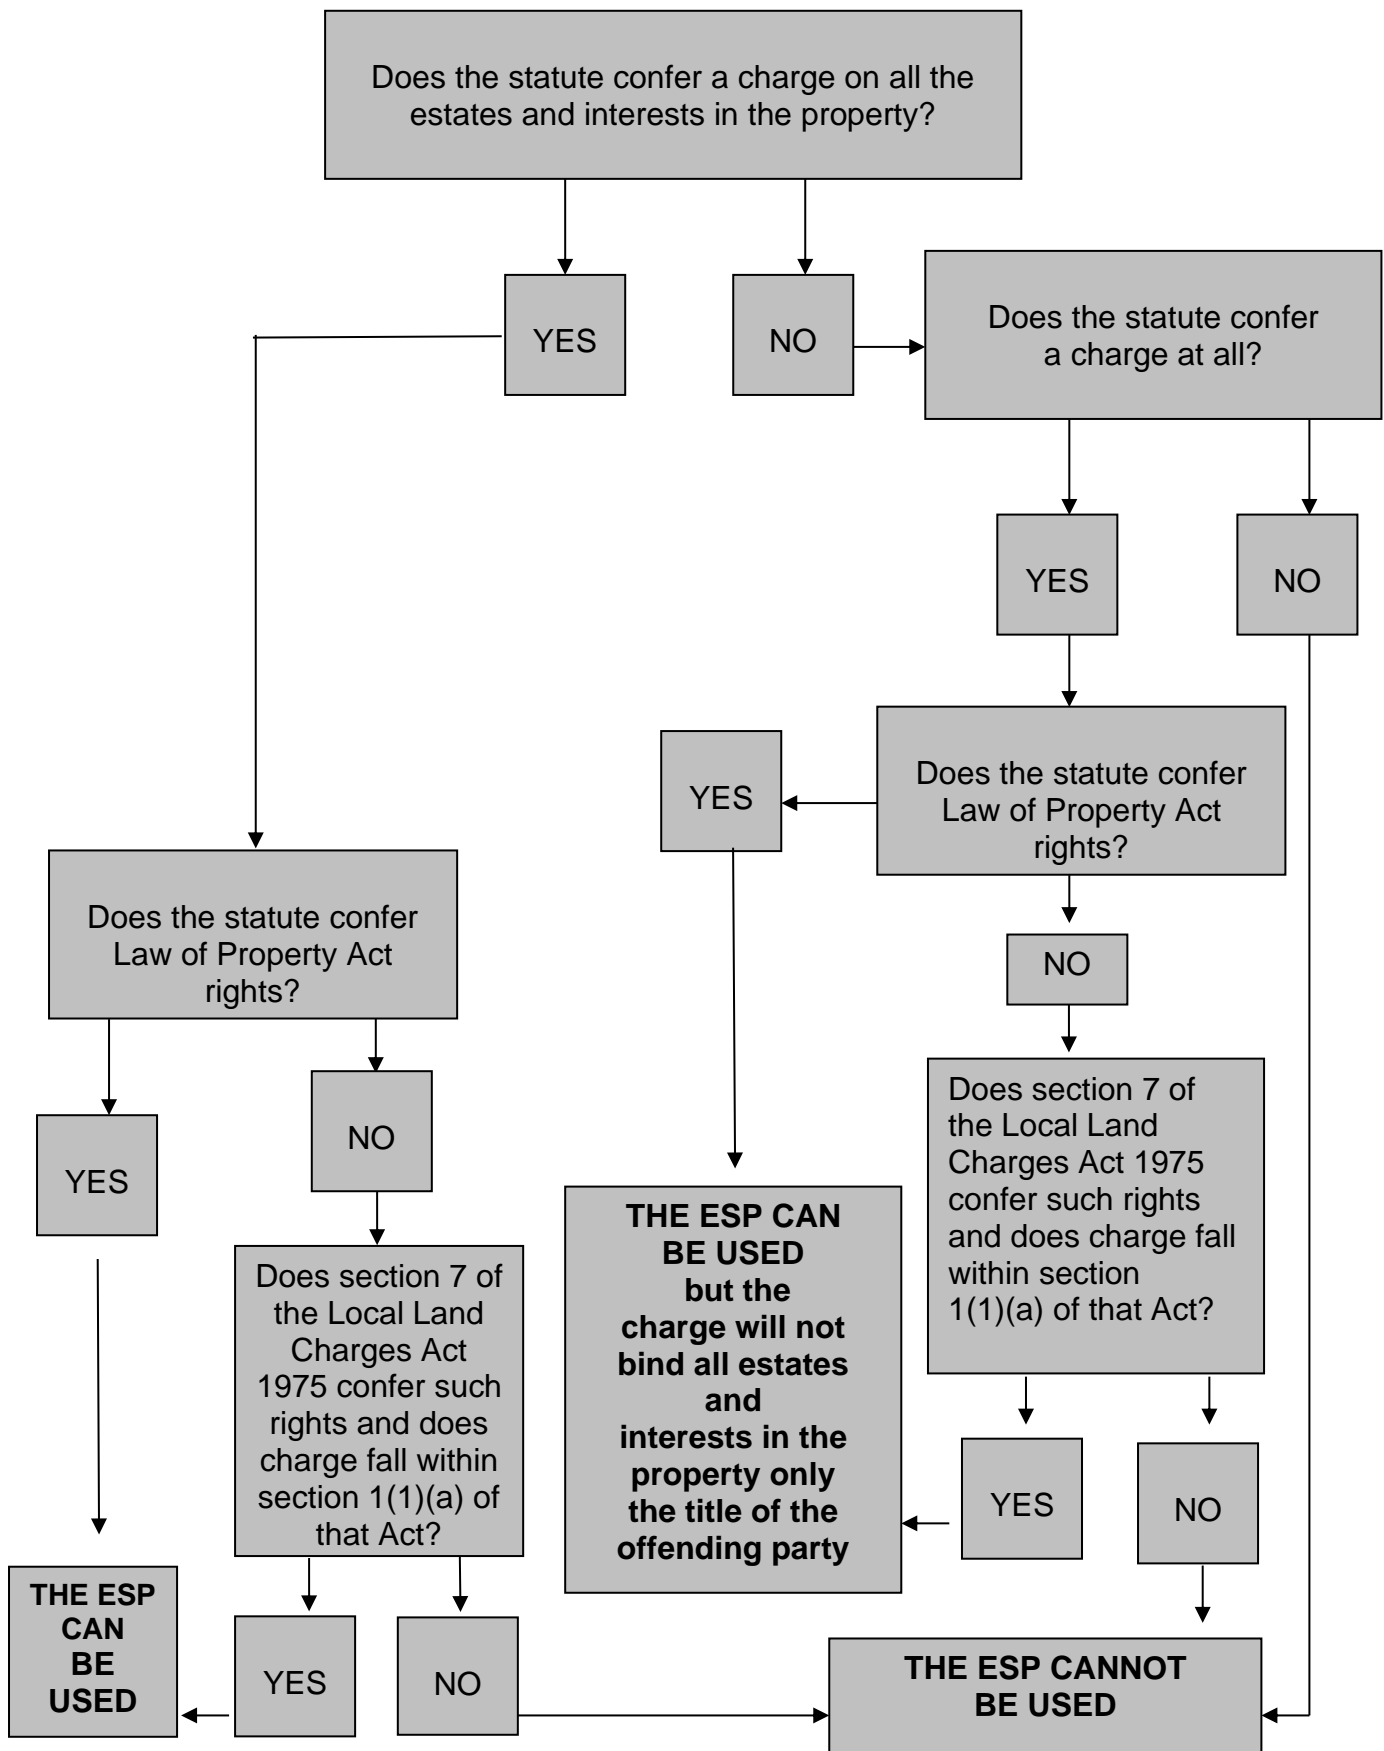 Does the statute confer a charge on all the
estates and interests in the property?
YES
NO
Does the statute confer
a charge at all?
YES
NO
YES
Does the statute confer
Law of Property Act
rights?
Does the statute confer
Law of Property Act
rights?
NO
YES
NO
Does section 7 of
the Local Land
Charges Act 1975
confer such rights
and does charge fall
within section
1(1)(a) of that Act?
THE ESP CAN
BE USED
but the
charge will not
bind all estates
and
interests in the
property only
the title of the
offending party
Does section 7 of
the Local Land
Charges Act
1975 confer such
rights and does
charge fall within
section 1(1)(a) of
that Act?
YES
NO
THE ESP
CAN
BE
USED
YES
NO
THE ESP CANNOT
BE USED